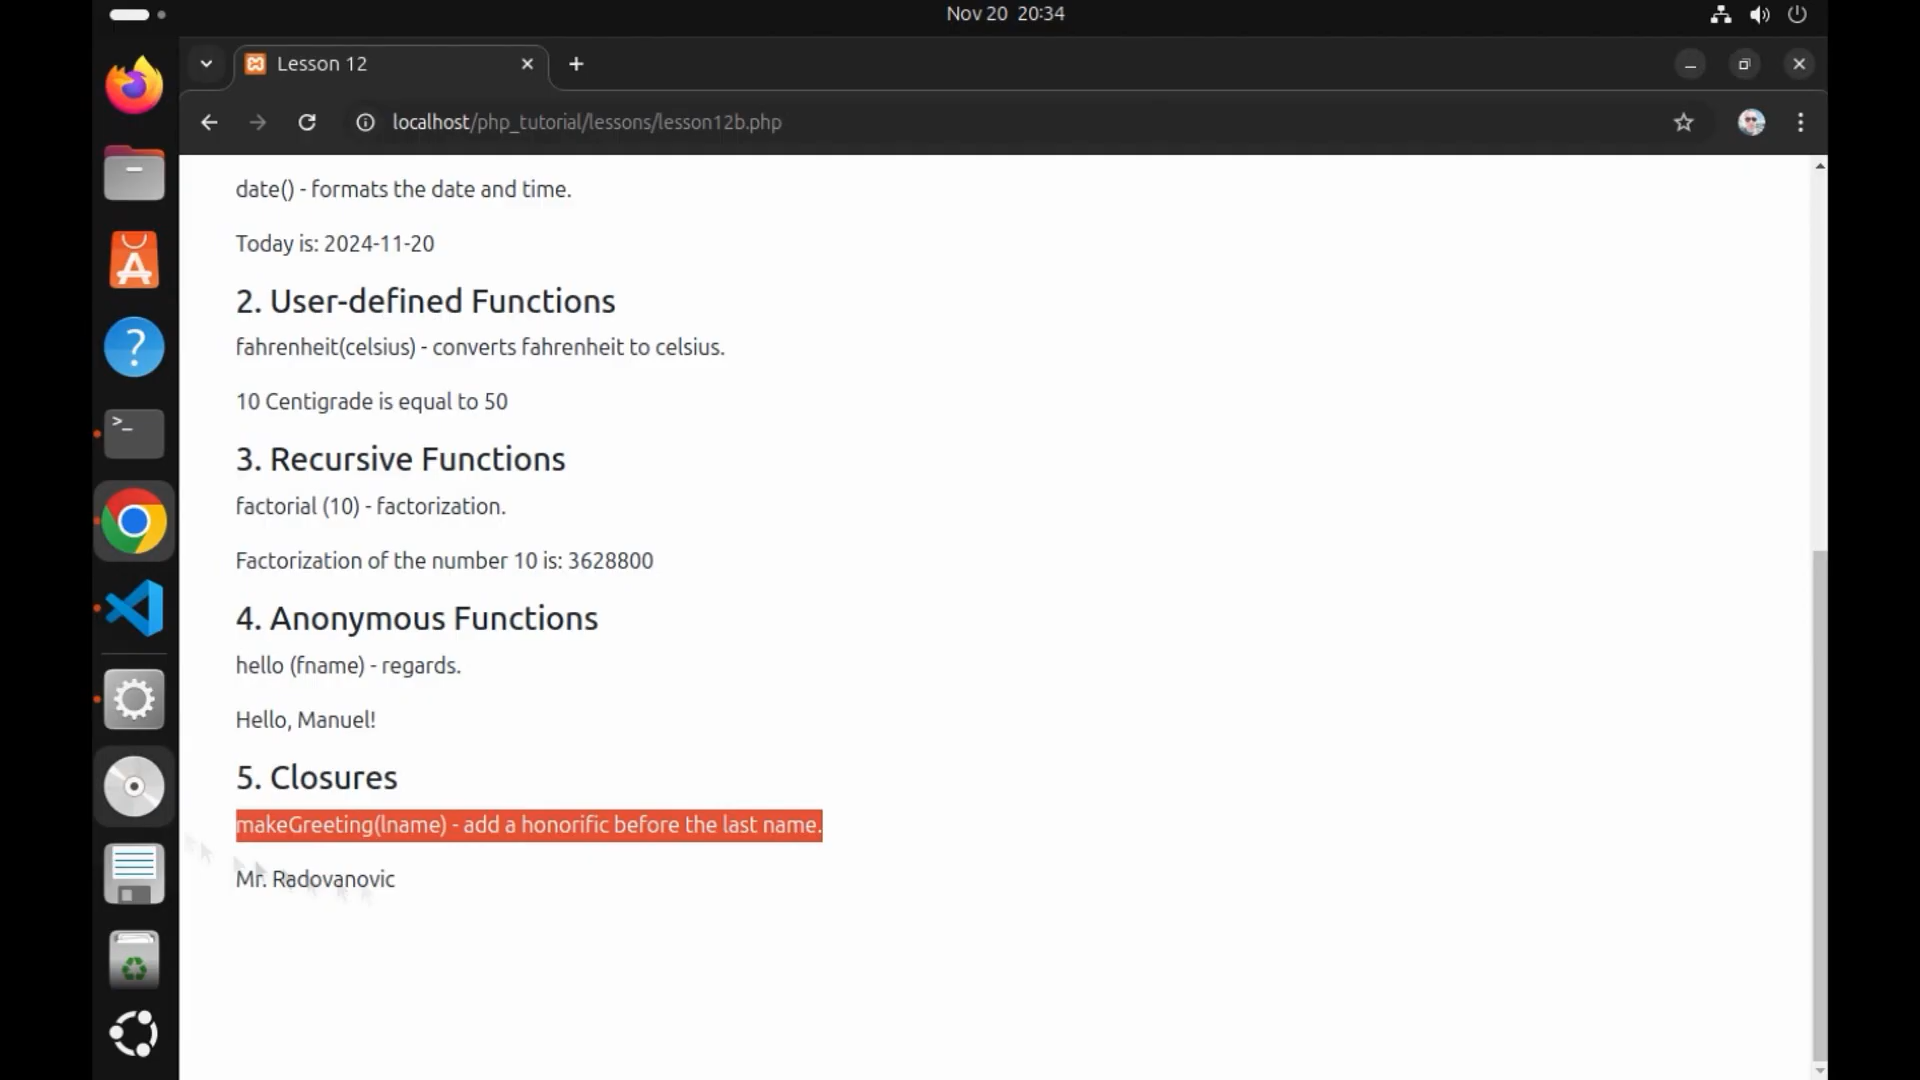 Nov 20 20:34
Lesson 12
localhost/php_tutorial/lessons/lesson12b.php
date() - formats the date and time.
Today is: 2024-11-20
2. User-defined Functions
fahrenheit(celsius) - converts fahrenheit to celsius.
10 Centigrade is equal to 50
3. Recursive Functions
factorial (10) - factorization.
Factorization of the number 10 is: 3628800
4. Anonymous Functions
hello (fname) - regards.
Hello, Manuel!
5. Closures
makeGreeting(lname) - add a honorific before the last name.
Mr. Radovanovic